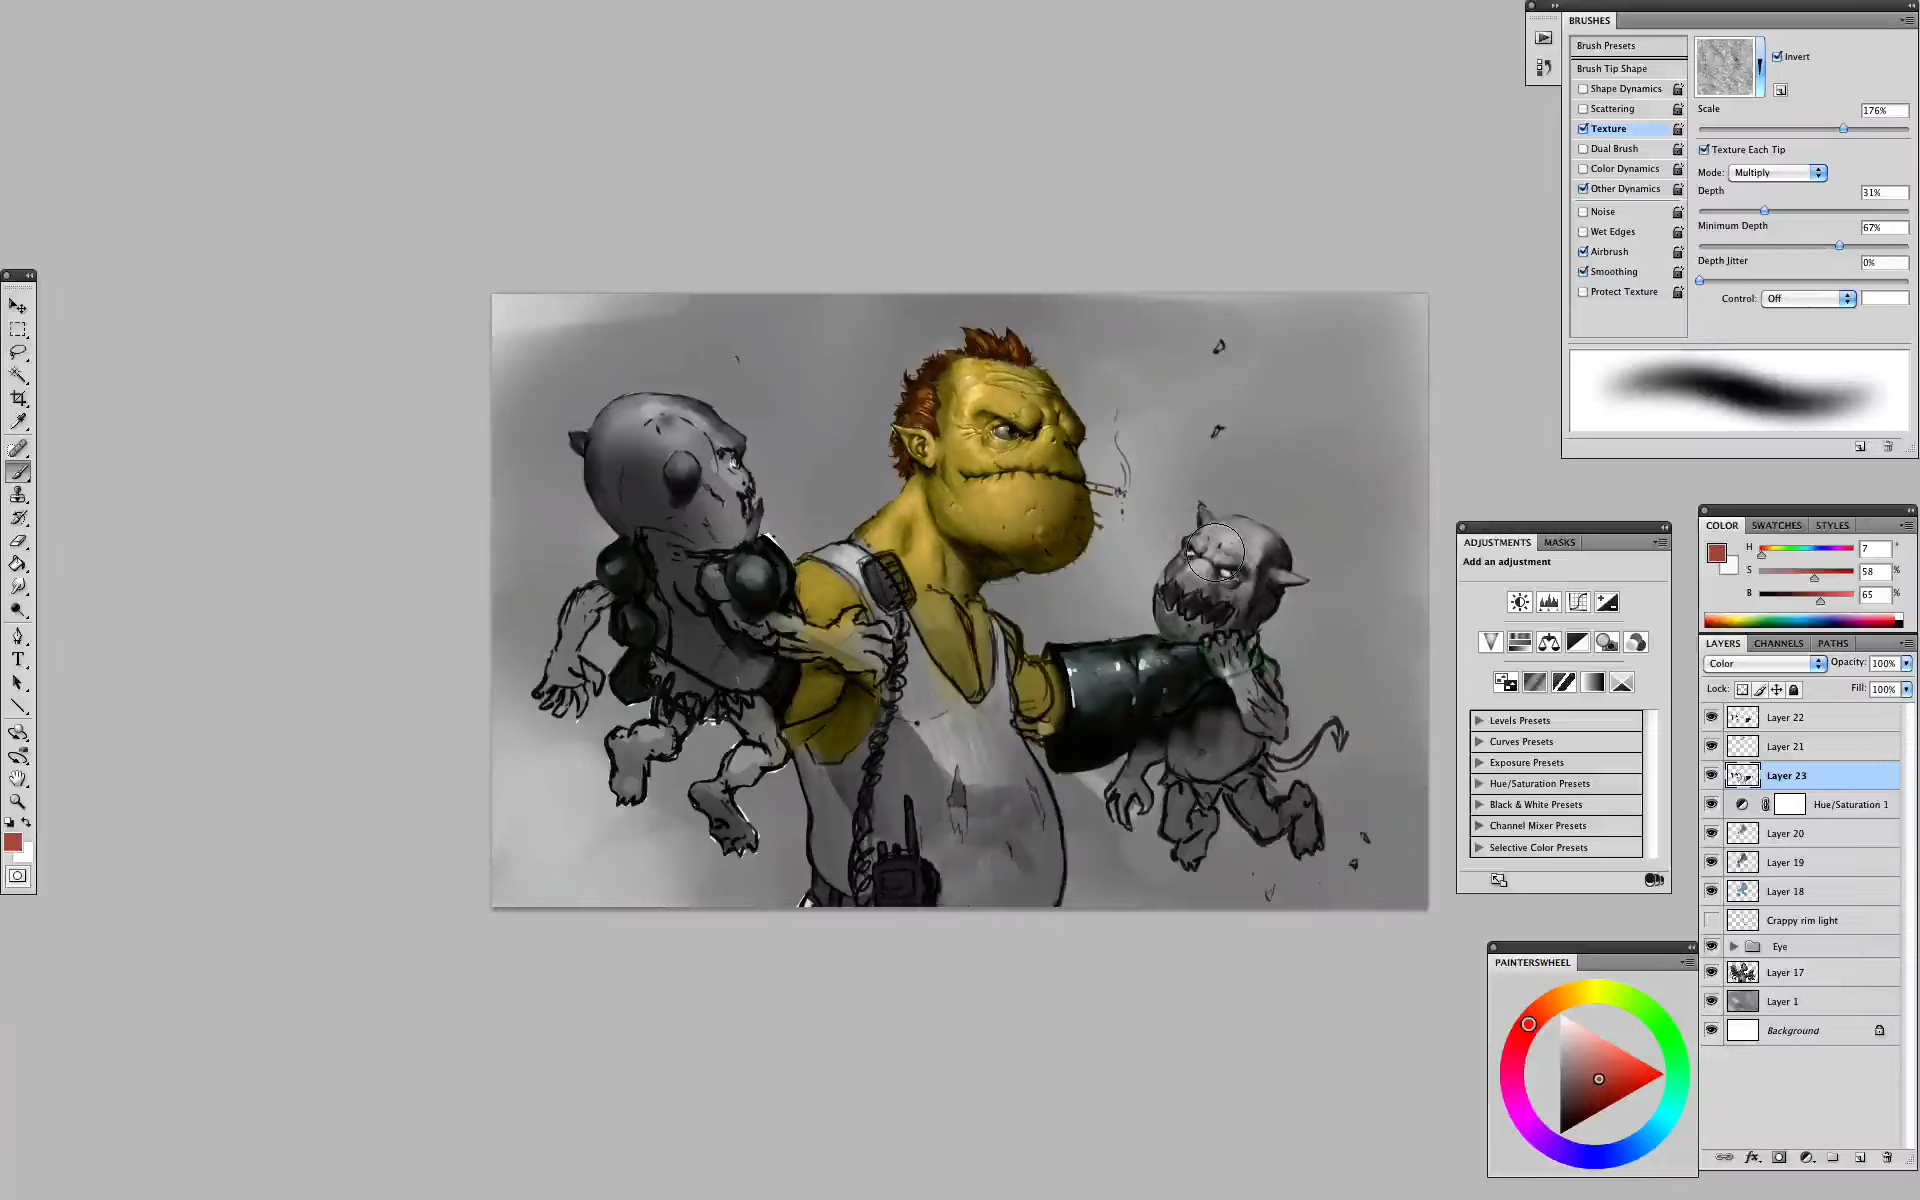 BRUSHES
Brush Presets
Brush Tip Shape
Shape Dynamics
Scattering
Texture
Dual Brush
Color Dynamics
Other Dynamics
Noise
Wet Edges
Airbrush
Smoothing
Protect Texture
Invert
Scale
176%
Texture Each Tip
Mode: Multiply
Depth
31%
Minimum Depth
67%
Depth Jitter
0%
Control: Off
ADJUSTMENTS MASKS
Add an adjustment
Levels Presets
Curves Presets
Exposure Presets
Hue/Saturation Presets
Black & White Presets
Channel Mixer Presets
Selective Color Presets
COLOR SWATCHES STYLES
H 7 °
S 58 %
B 65 %
LAYERS CHANNELS PATHS
Color Opacity: 100%
Lock: Fill: 100%
Layer 22
Layer 21
Layer 23
Hue/Saturation 1
Layer 20
Layer 19
Layer 18
Crappy rim light
Eye
Layer 17
Layer 1
Background
PAINTERSWHEEL
T
fx